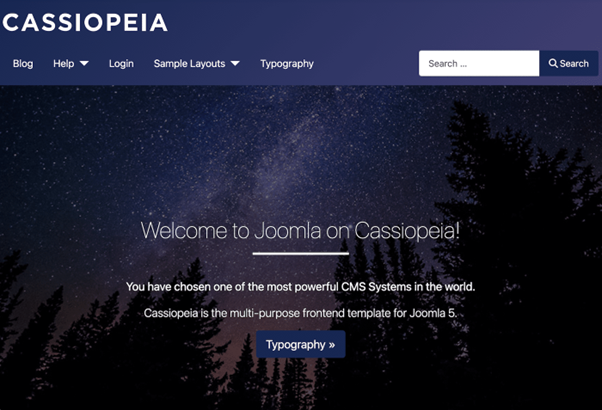 CASSIOPEIA
Blog Help Login Sample Layouts Typography Search ... Search
Welcome to Joomla on Cassiopeia!
You have chosen one of the most powerful CMS Systems in the world.
Cassiopeia is the multi-purpose frontend template for Joomla 5.
Typography »